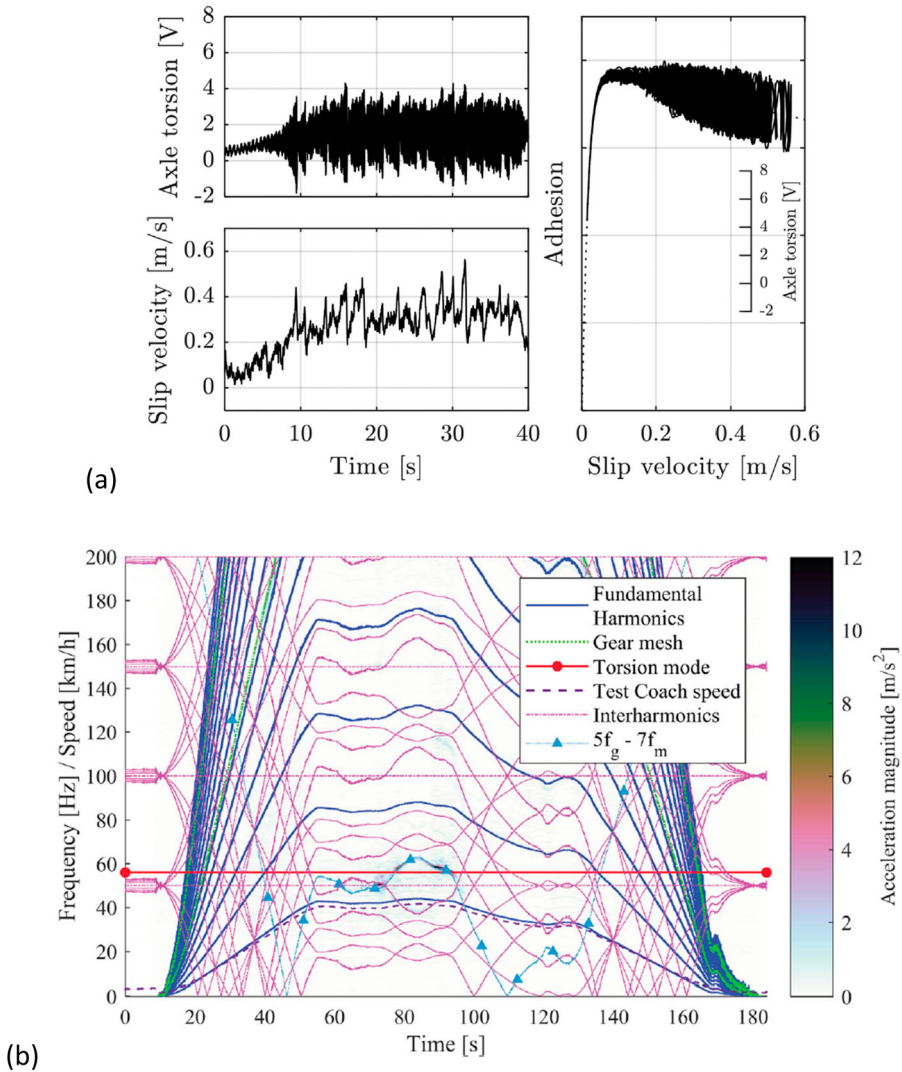 8
6
4
2
0
-2
Axle torsion [V]
0.6
0.4
0.2
0
Slip velocity [m/s]
0 10 20 30 40
Time [s]
Adhesion
8
6
4
2
0
-2
Axle torsion [V]
0 0.2 0.4 0.6
Slip velocity [m/s]
(a)
200
180
160
140
120
100
80
60
40
20
0
Frequency [Hz] / Speed [km/h]
Fundamental
Harmonics
Gear mesh
Torsion mode
Test Coach speed
Interharmonics
5fg - 7fm
0 20 40 60 80 100 120 140 160 180
Time [s]
12
10
8
6
4
2
0
Acceleration magnitude [m/s²]
(b)